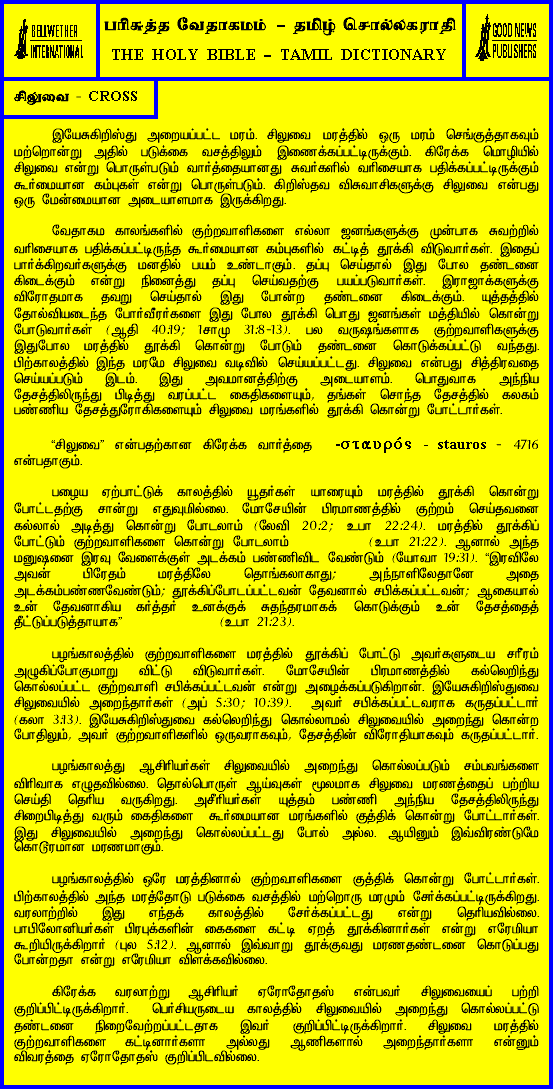 BELLWETHER
INTERNATIONAL
பரிசுத்த வேதாகமம் – தமிழ் சொல்லகராதி
THE HOLY BIBLE – TAMIL DICTIONARY
GOOD NEWS
PUBLISHERS
சிலுவை - CROSS
இயேசுகிறிஸ்து அறையப்பட்ட மரம். சிலுவை மரத்தில் ஒரு மரம் செங்குத்தாகவும்
மற்றொன்று அதில் படுக்கை வசத்திலும் இணைக்கப்பட்டிருக்கும். கிரேக்க மொழியில்
சிலுவை என்று பொருள்படும் வார்த்தையானது சுவர்களில் வரிசையாக பதிக்கப்பட்டிருக்கும்
கூர்மையான கம்புகள் என்று பொருள்படும். கிறிஸ்தவ விசுவாசிகளுக்கு சிலுவை என்பது
ஒரு மேன்மையான அடையாளமாக இருக்கிறது.
வேதாகம காலங்களில் குற்றவாளிகளை எல்லா ஜனங்களுக்கு முன்பாக சுவற்றில்
வரிசையாக பதிக்கப்பட்டிருந்த கூர்மையான கம்புகளில் கட்டித் தூக்கி விடுவார்கள். இதைப்
பார்க்கிறவர்களுக்கு மனதில் பயம் உண்டாகும். தப்பு செய்தால் இது போல தண்டனை
கிடைக்கும் என்று நினைத்து தப்பு செய்வதற்கு பயப்படுவார்கள். இராஜாக்களுக்கு
விரோதமாக தவறு செய்தால் இது போன்ற தண்டனை கிடைக்கும். யுத்தத்தில்
தோல்வியடைந்த போர்வீரர்களை இது போல தூக்கி பொது ஜனங்கள் மத்தியில் கொன்று
போடுவார்கள் (ஆதி 40:19; 1சாமு 31:8-13). பல வருஷங்களாக குற்றவாளிகளுக்கு
இதுபோல மரத்தில் தூக்கி கொன்று போடும் தண்டனை கொடுக்கப்பட்டு வந்தது.
பிற்காலத்தில் இந்த மரமே சிலுவை வடிவில் செய்யப்பட்டது. சிலுவை என்பது சித்திரவதை
செய்யப்படும் இடம். இது அவமானத்திற்கு அடையாளம். பொதுவாக அந்நிய
தேசத்திலிருந்து பிடித்து வரப்பட்ட கைதிகளையும், தங்கள் சொந்த தேசத்தில் கலகம்
பண்ணிய தேசத்துரோகிகளையும் சிலுவை மரங்களில் தூக்கி கொன்று போட்டார்கள்.
“சிலுவை” என்பதற்கான கிரேக்க வார்த்தை -σταυρός - stauros - 4716
என்பதாகும்.
பழைய ஏற்பாட்டுக் காலத்தில் யூதர்கள் யாரையும் மரத்தில் தூக்கி கொன்று
போட்டதற்கு சான்று எதுவுமில்லை. மோசேயின் பிரமாணத்தில் குற்றம் செய்தவனை
கல்லால் அடித்து கொன்று போடலாம் (லேவி 20:2; உபா 22:24). மரத்தில் தூக்கிப்
போட்டும் குற்றவாளிகளை கொன்று போடலாம் (உபா 21:22). ஆனால் அந்த
மனுஷனை இரவு வேளைக்குள் அடக்கம் பண்ணிவிட வேண்டும் (யோவா 19:31). “இரவிலே
அவன் பிரேதம் மரத்திலே தொங்கலாகாது; அந்நாளிலேதானே அதை
அடக்கம்பண்ணவேண்டும்; தூக்கிப்போடப்பட்டவன் தேவனால் சபிக்கப்பட்டவன்; ஆகையால்
உன் தேவனாகிய கர்த்தர் உனக்குக் சுதந்தரமாகக் கொடுக்கும் உன் தேசத்தைத்
தீட்டுப்படுத்தாயாக” (உபா 21:23).
பழங்காலத்தில் குற்றவாளிகளை மரத்தில் தூக்கிப் போட்டு அவர்களுடைய சரீரம்
அழுகிப்போகுமாறு விட்டு விடுவார்கள். மோசேயின் பிரமாணத்தில் கல்லெறிந்து
கொல்லப்பட்ட குற்றவாளி சபிக்கப்பட்டவன் என்று அழைக்கப்படுகிறான். இயேசுகிறிஸ்துவை
சிலுவையில் அறைந்தார்கள் (அப் 5:30; 10:39). அவர் சபிக்கப்பட்டவராக கருதப்பட்டார்
(கலா 3:13). இயேசுகிறிஸ்துவை கல்லெறிந்து கொல்லாமல் சிலுவையில் அறைந்து கொன்ற
போதிலும், அவர் குற்றவாளிகளில் ஒருவராகவும், தேசத்தின் விரோதியாகவும் கருதப்பட்டார்.
பழங்காலத்து ஆசிரியர்கள் சிலுவையில் அறைந்து கொல்லப்படும் சம்பவங்களை
விரிவாக எழுதவில்லை. தொல்பொருள் ஆய்வுகள் மூலமாக சிலுவை மரணத்தைப் பற்றிய
செய்தி தெரிய வருகிறது. அசீரியர்கள் யுத்தம் பண்ணி அந்நிய தேசத்திலிருந்து
சிறைபிடித்து வரும் கைதிகளை கூர்மையான மரங்களில் குத்திக் கொன்று போட்டார்கள்.
இது சிலுவையில் அறைந்து கொல்லப்பட்டது போல் அல்ல. ஆயினும் இவ்விரண்டுமே
கொடூரமான மரணமாகும்.
பழங்காலத்தில் ஒரே மரத்தினால் குற்றவாளிகளை குத்திக் கொன்று போட்டார்கள்.
பிற்காலத்தில் அந்த மரத்தோடு படுக்கை வசத்தில் மற்றொரு மரமும் சேர்க்கப்பட்டிருக்கிறது.
வரலாற்றில் இது எந்தக் காலத்தில் சேர்க்கப்பட்டது என்று தெரியவில்லை.
பாபிலோனியர்கள் பிரபுக்களின் கைகளை கட்டி ஏறத் தூக்கினார்கள் என்று எரேமியா
கூறியிருக்கிறார் (புல 5:12). ஆனால் இவ்வாறு தூக்குவது மரணதண்டனை கொடுப்பது
போன்றதா என்று எரேமியா விளக்கவில்லை.
கிரேக்க வரலாற்று ஆசிரியர் ஏரோதோதஸ் என்பவர் சிலுவையைப் பற்றி
குறிப்பிட்டிருக்கிறார். பெர்சியருடைய காலத்தில் சிலுவையில் அறைந்து கொல்லப்பட்டு
தண்டனை நிறைவேற்றப்பட்டதாக இவர் குறிப்பிட்டிருக்கிறார். சிலுவை மரத்தில்
குற்றவாளிகளை கட்டினார்களா அல்லது ஆணிகளால் அறைந்தார்களா என்னும்
விவரத்தை ஏரோதோதஸ் குறிப்பிடவில்லை.